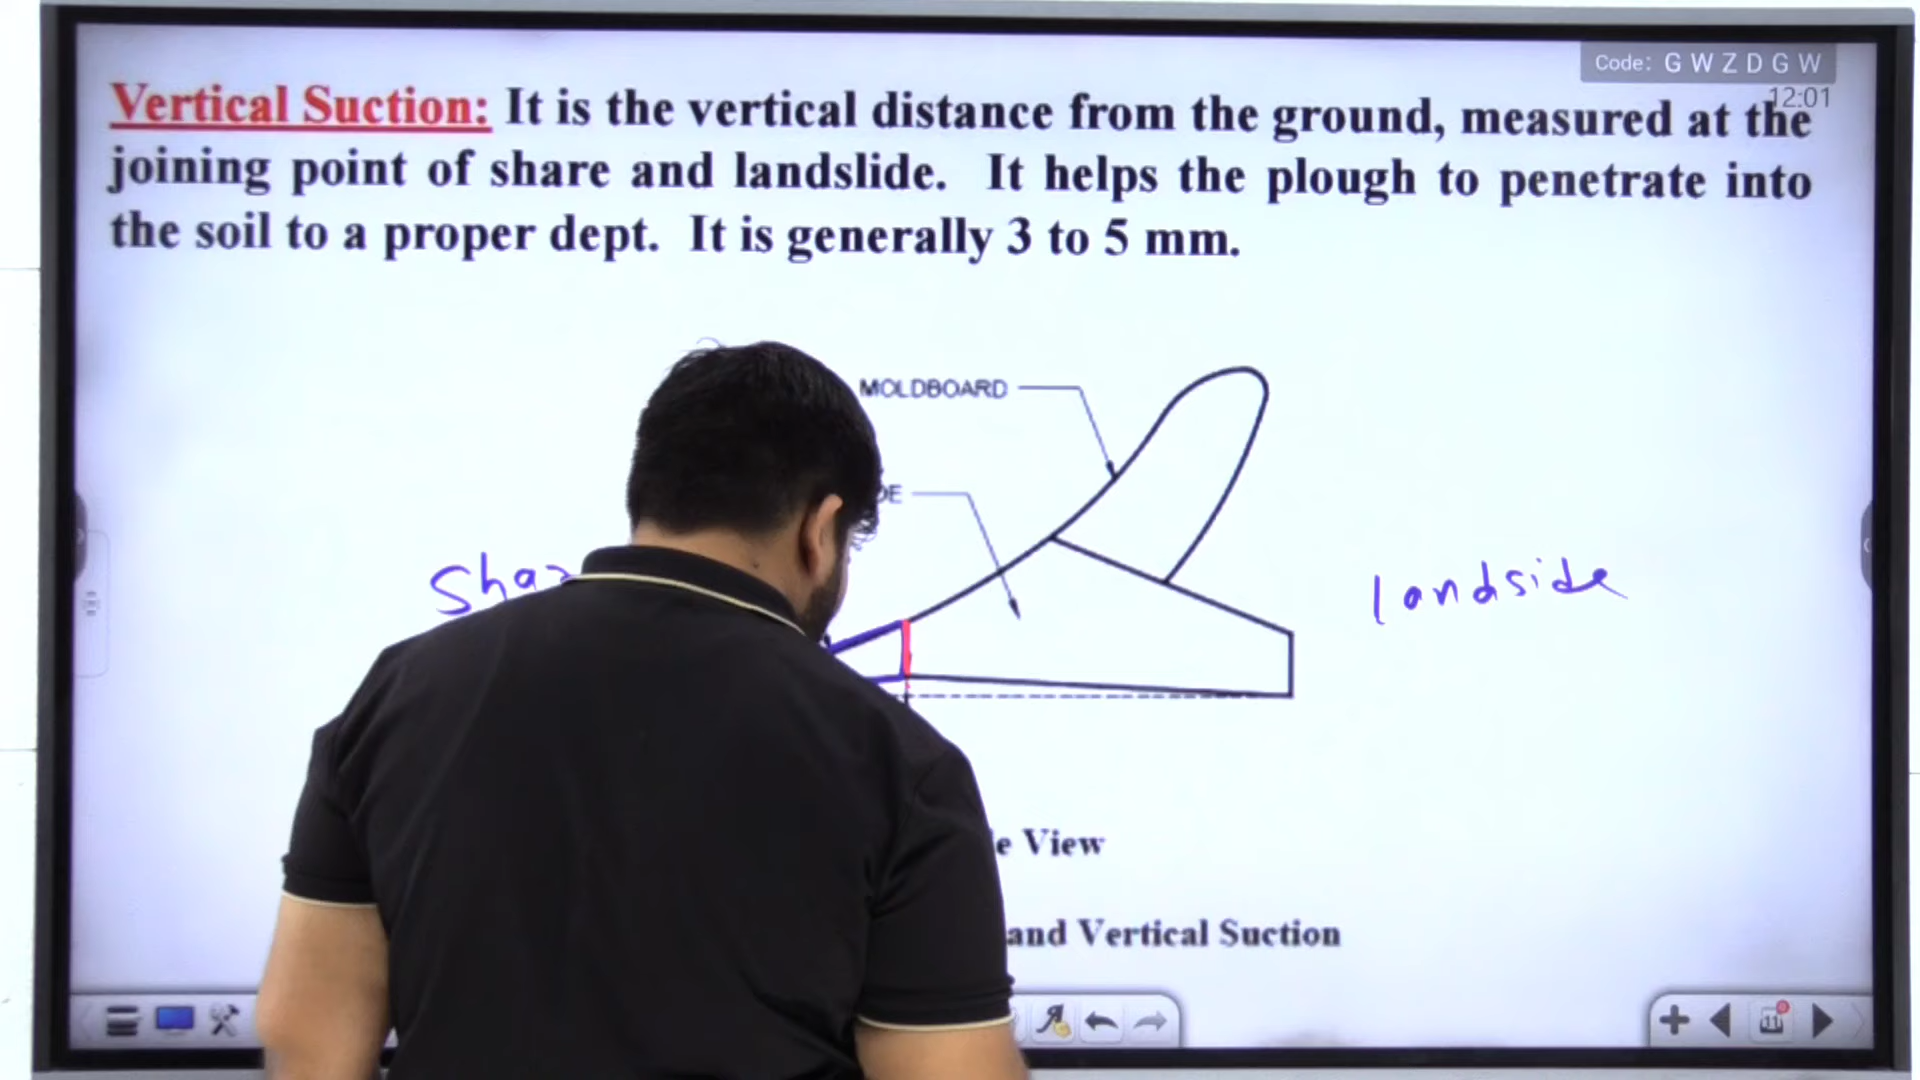 Code: G W Z D G W
12:01
Vertical Suction: It is the vertical distance from the ground, measured at the
joining point of share and landslide. It helps the plough to penetrate into
the soil to a proper dept. It is generally 3 to 5 mm.
MOLDBOARD
landside
View
and Vertical Suction
11